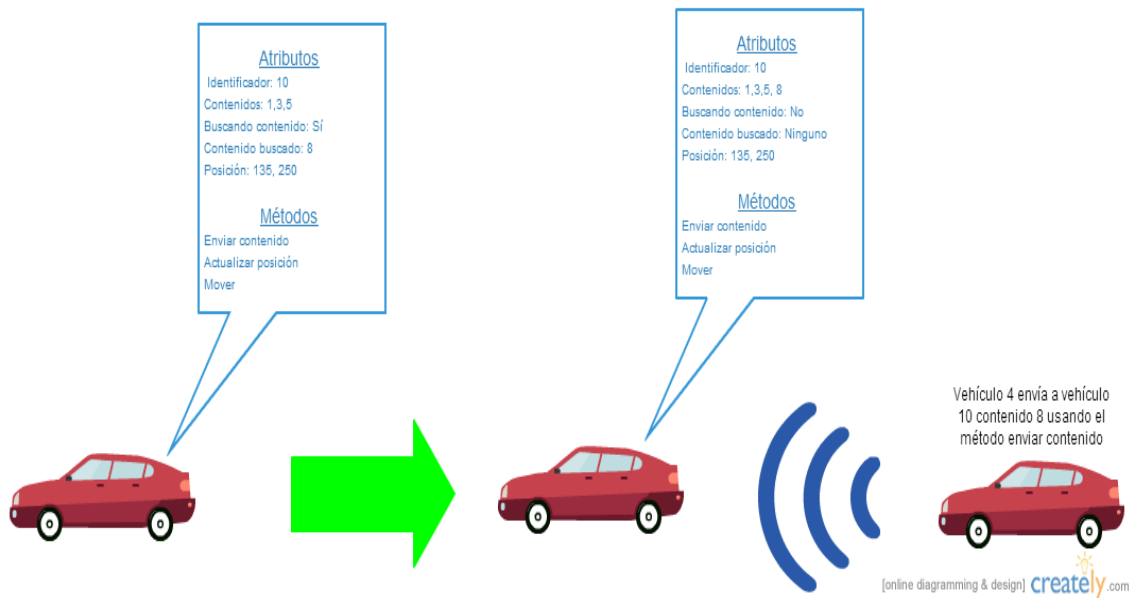 Atributos
Identificador: 10
Contenidos: 1,3,5
Buscando contenido: Sí
Contenido buscado: 8
Posición: 135, 250
Métodos
Enviar contenido
Actualizar posición
Mover
Atributos
Identificador: 10
Contenidos: 1,3,5, 8
Buscando contenido: No
Contenido buscado: Ninguno
Posición: 135, 250
Métodos
Enviar contenido
Actualizar posición
Mover
Vehículo 4 envía a vehículo
10 contenido 8 usando el
método enviar contenido
[online diagramming & design] creately.com